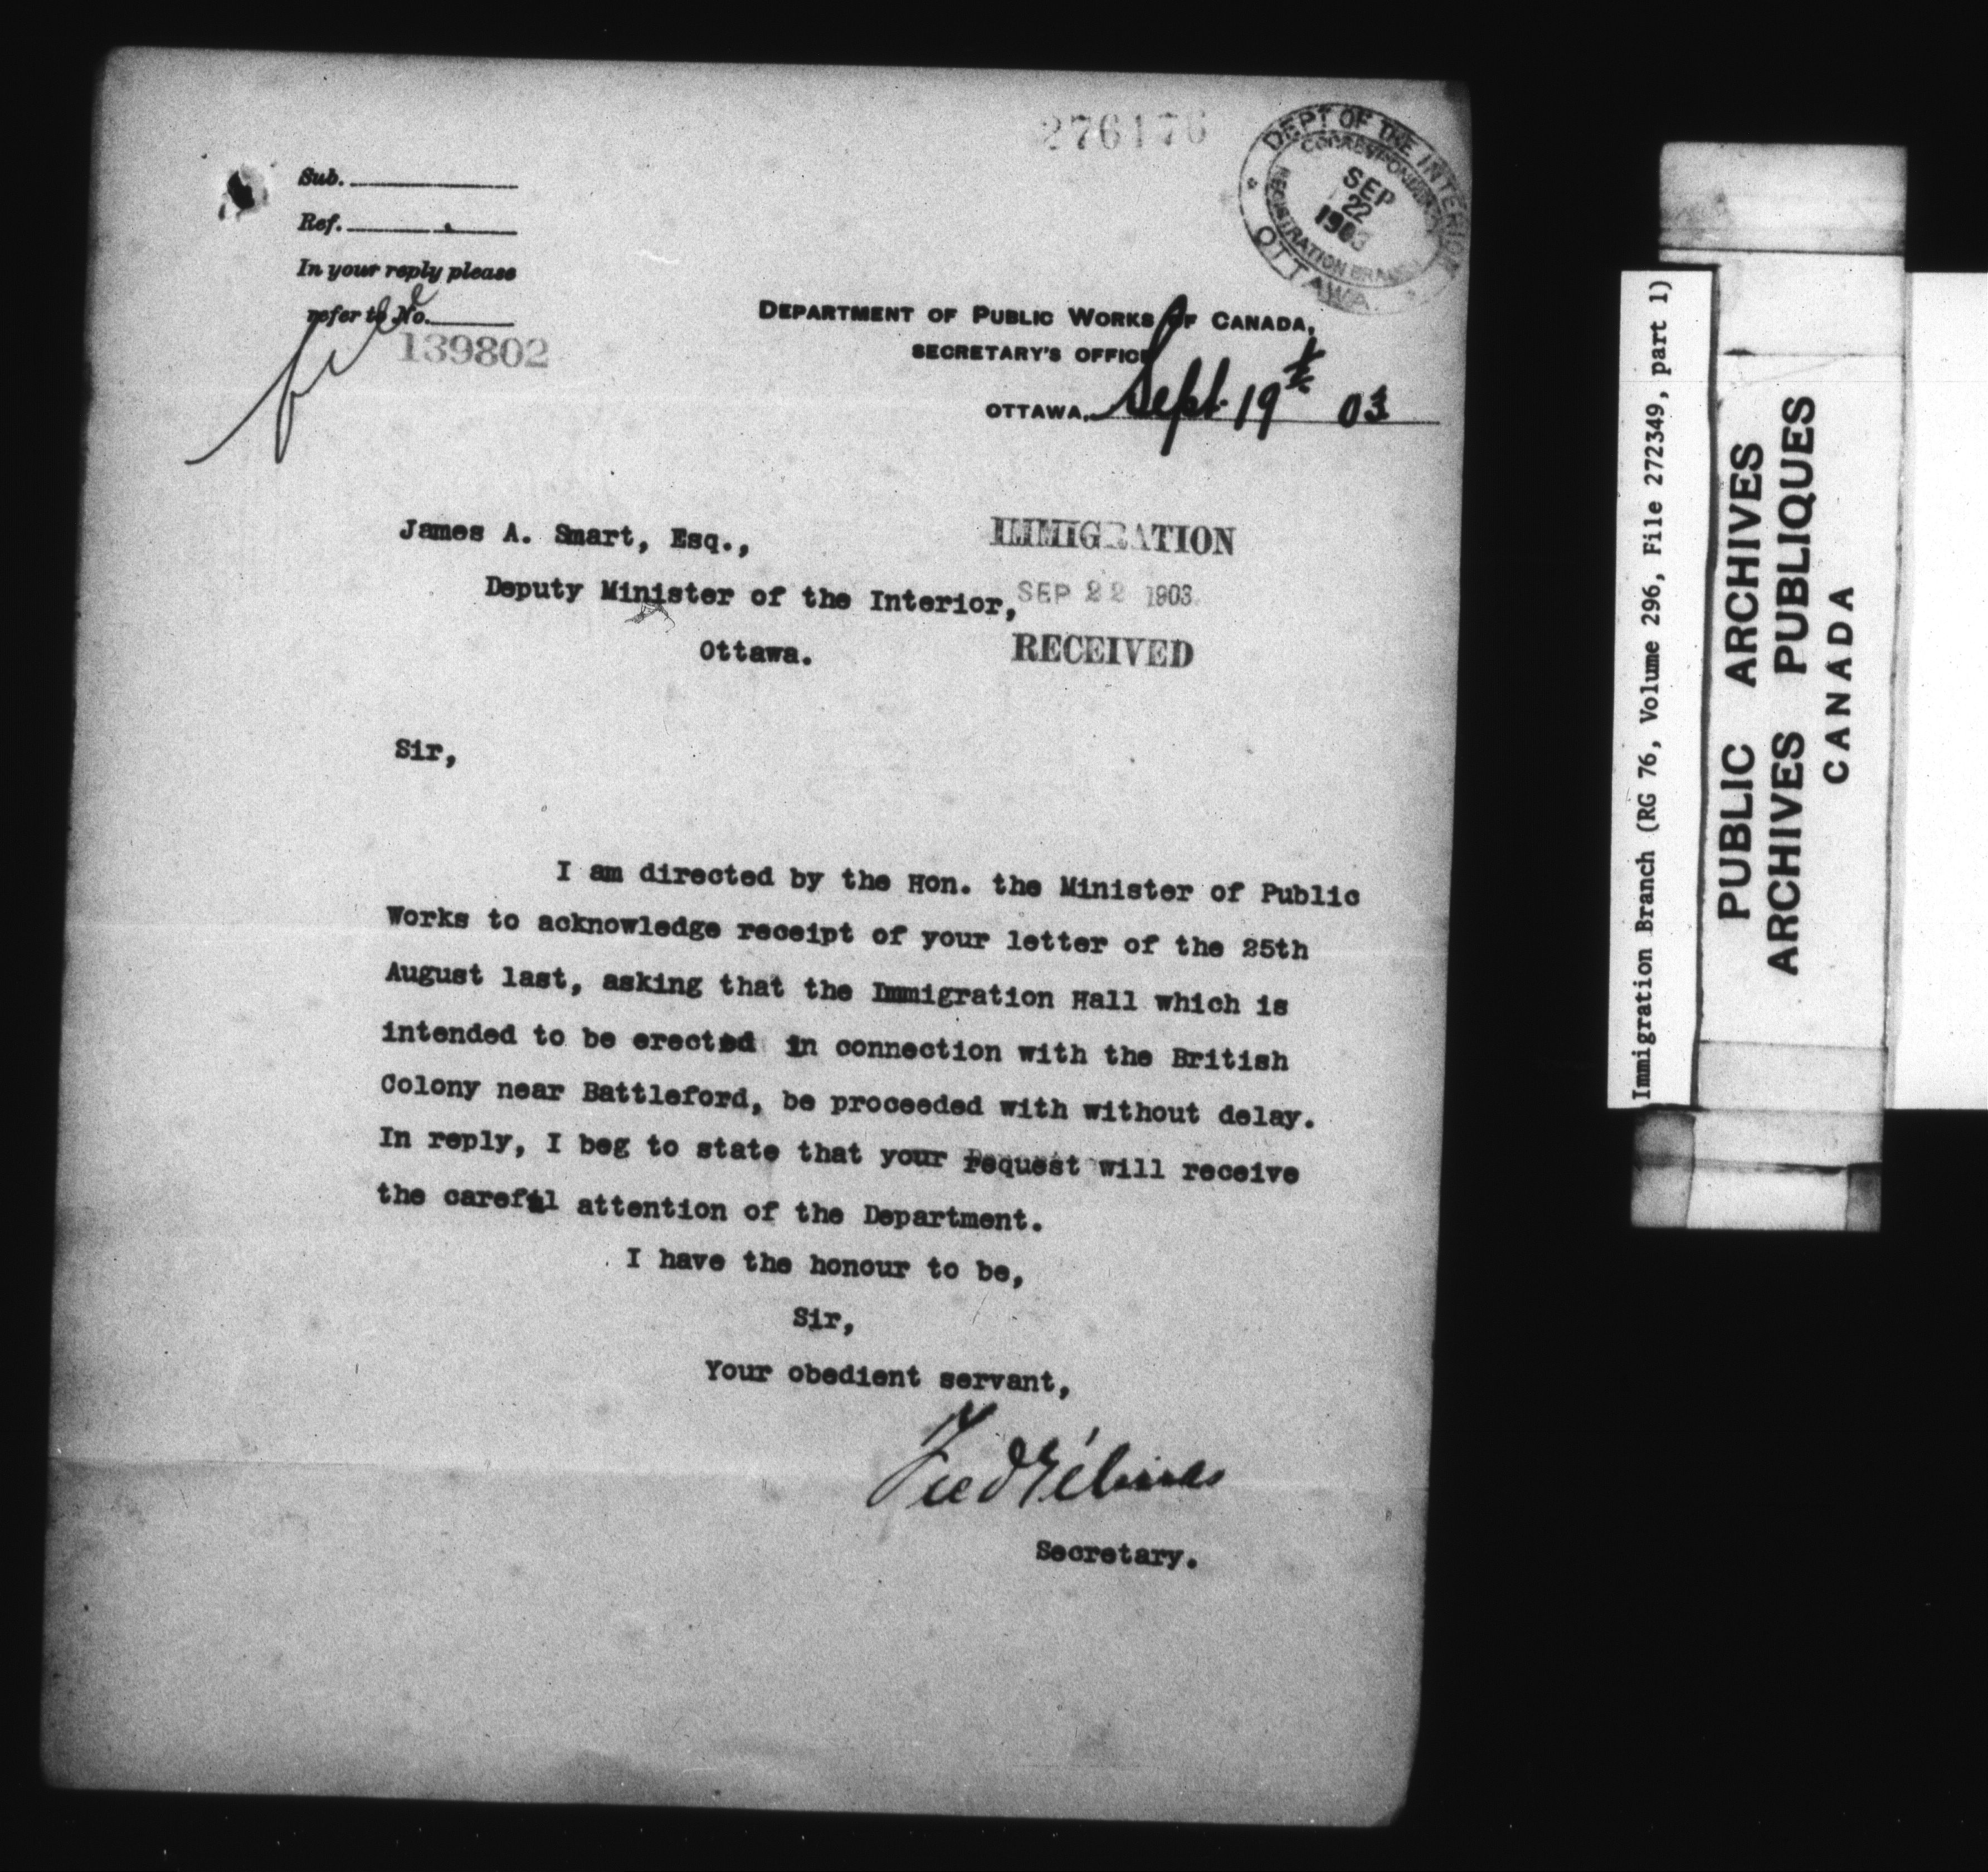 276176
DEPT OF THE INTERIOR
CORRESPONDENCE
SEP
22
1903
REGISTRATION BRANCH
OTTAWA
Sub.
Ref.
In your reply please
refer to No.
139802
file
DEPARTMENT OF PUBLIC WORKS OF CANADA,
SECRETARY'S OFFICE
OTTAWA, Sept. 19th 03
James A. Smart, Esq.,
Deputy Minister of the Interior,
Ottawa.
IMMIGRATION
SEP 22 1903
RECEIVED
Sir,
I am directed by the Hon. the Minister of Public
Works to acknowledge receipt of your letter of the 25th
August last, asking that the Immigration Hall which is
intended to be erected in connection with the British
Colony near Battleford, be proceeded with without delay.
In reply, I beg to state that your request will receive
the careful attention of the Department.
I have the honour to be,
Sir,
Your obedient servant,
Fred Gélinas
Secretary.
Immigration Branch (RG 76, Volume 296, File 272349, part 1)
PUBLIC ARCHIVES
ARCHIVES PUBLIQUES
CANADA